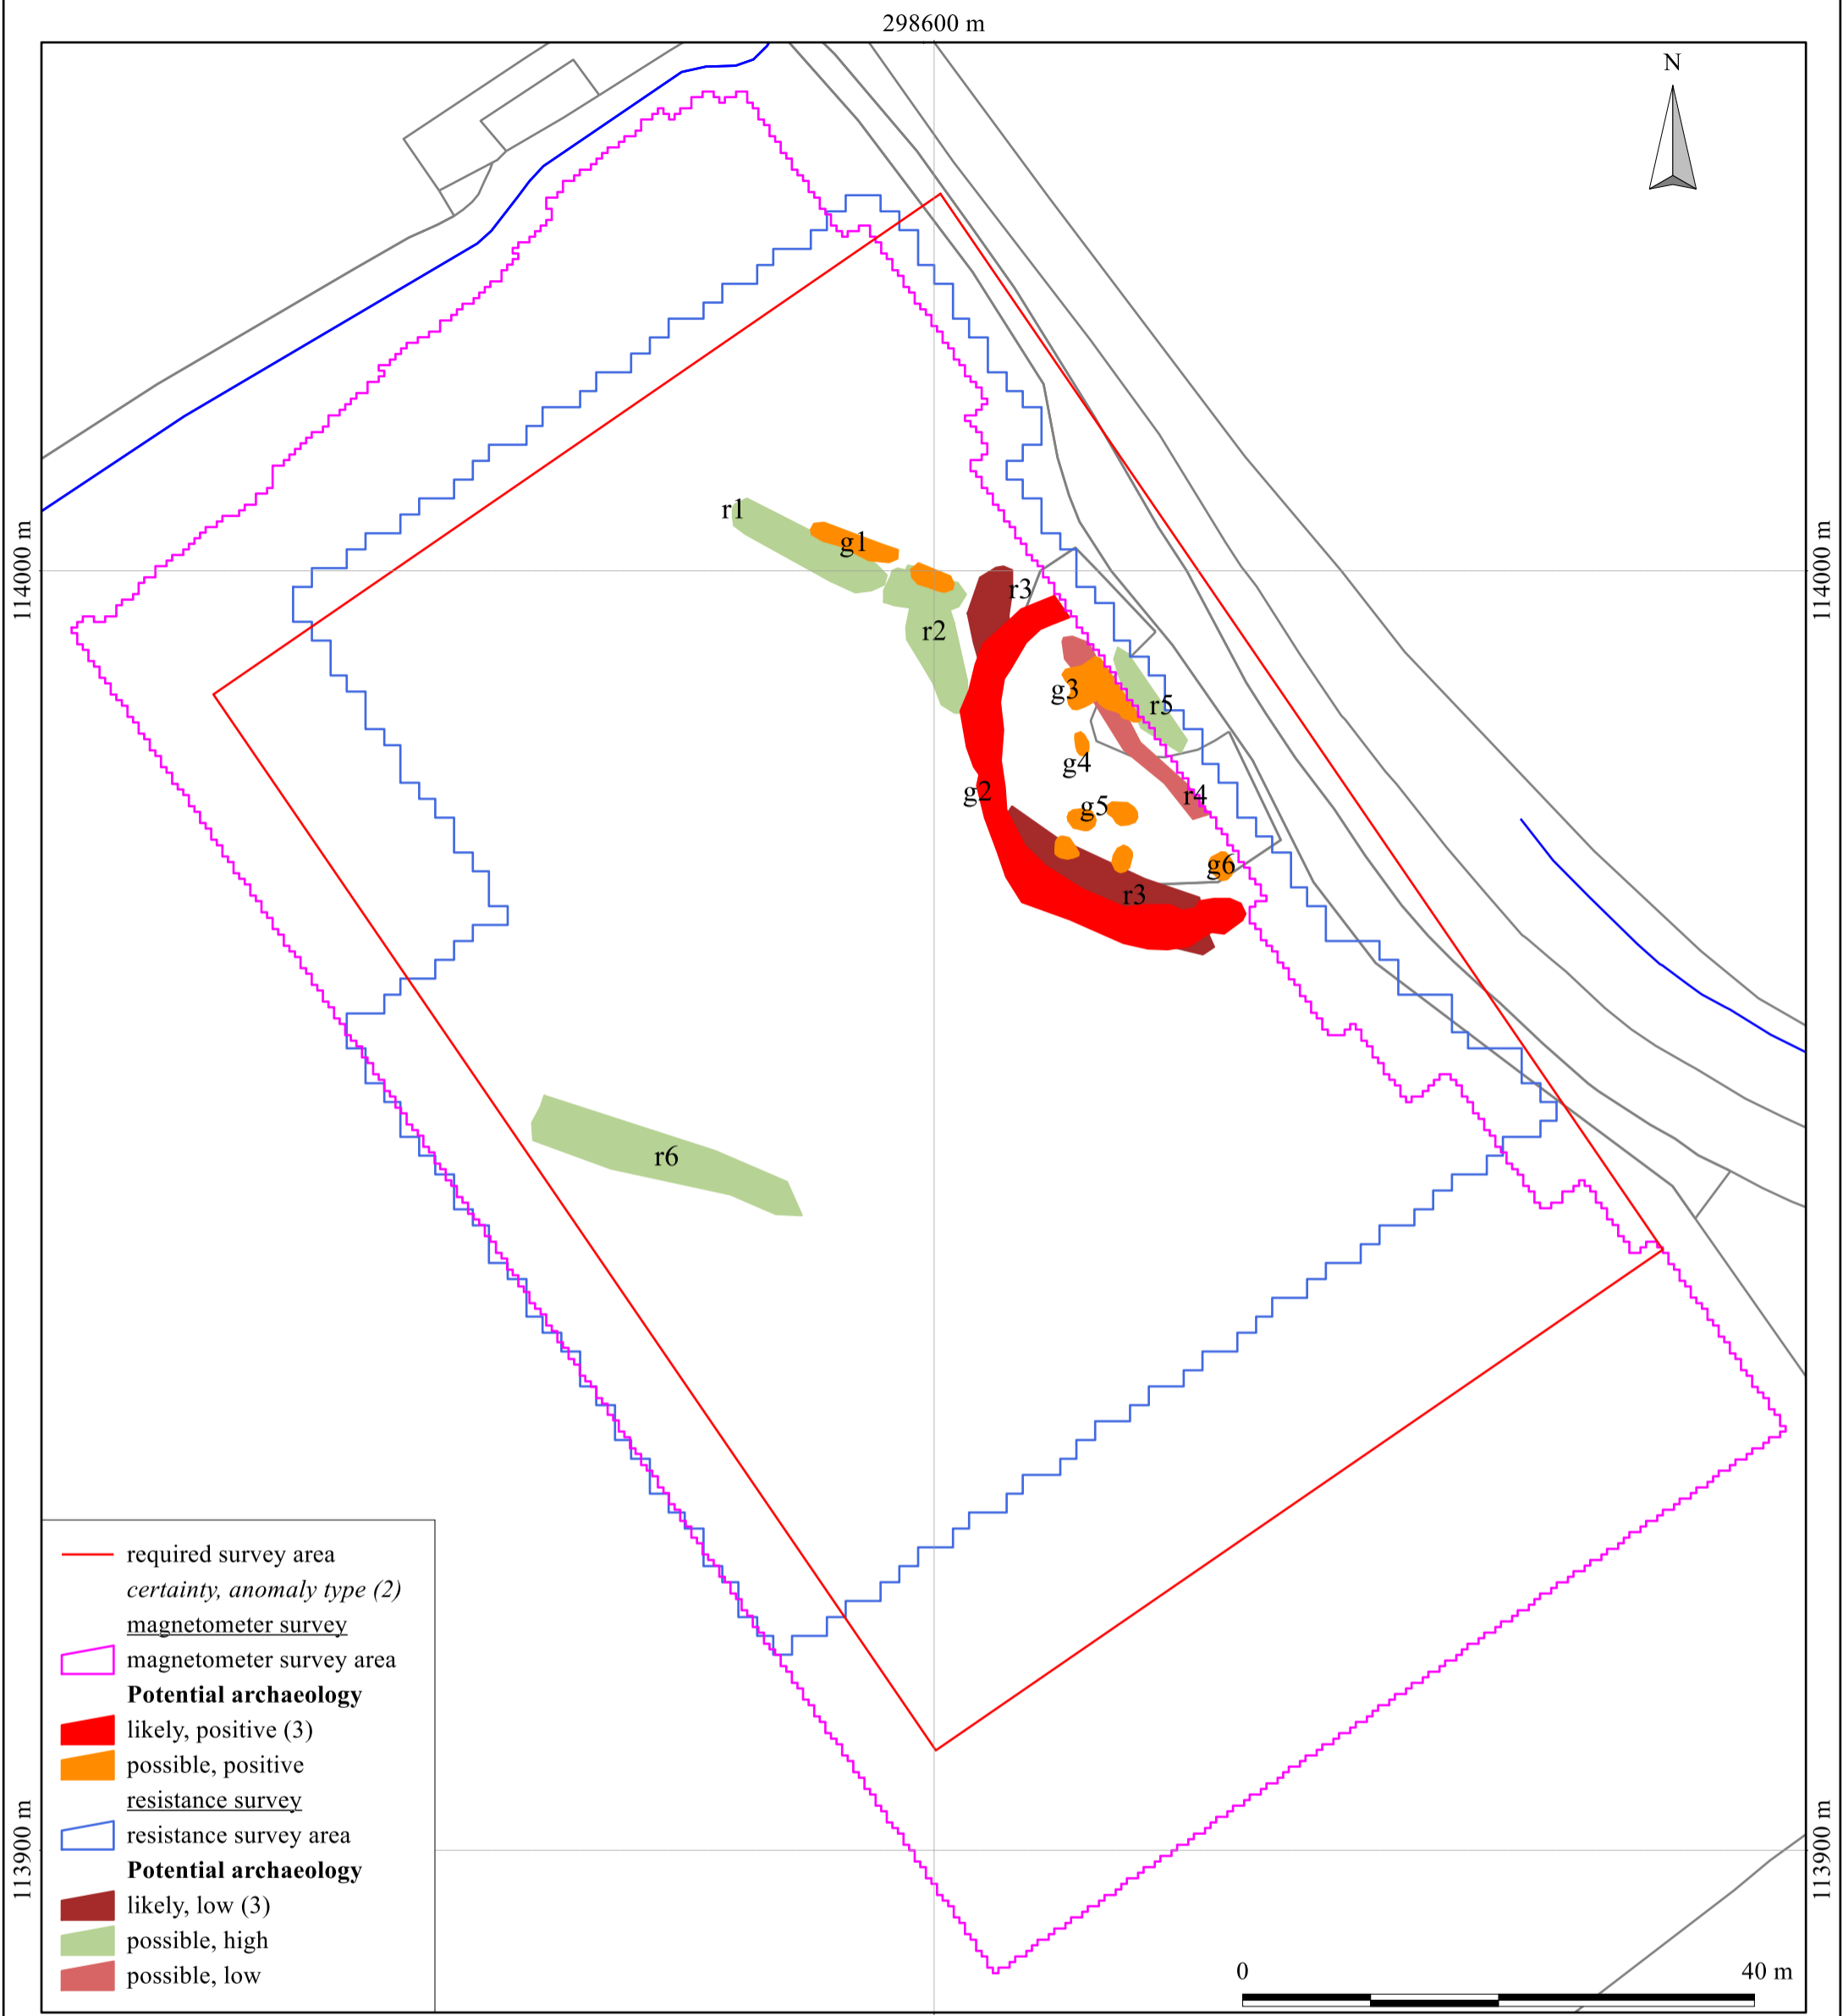 298600 m
N
114000 m
114000 m
r1
g1
r3
r2
g3
r5
g4
g2
r4
g5
g6
r3
r6
required survey area
certainty, anomaly type (2)
magnetometer survey
magnetometer survey area
Potential archaeology
likely, positive (3)
possible, positive
resistance survey
resistance survey area
Potential archaeology
likely, low (3)
possible, high
possible, low
113900 m
113900 m
0 40 m